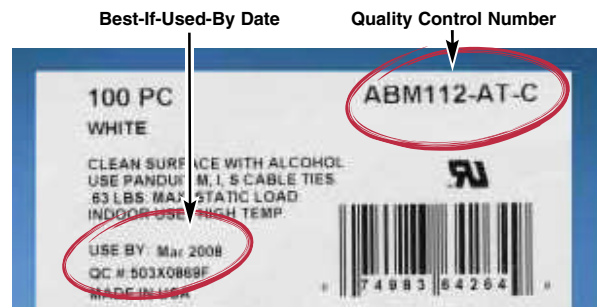 Best-If-Used-By Date
Quality Control Number
100 PC
ABM112-AT-C
WHITE
CLEAN SURFACE WITH ALCOHOL
USE PANDUIT M, I, S CABLE TIES
.63 LBS. MAX STATIC LOAD
INDOOR USE HIGH TEMP
USE BY: Mar 2008
QC #:503X0869F
MADE IN USA
74983 64264